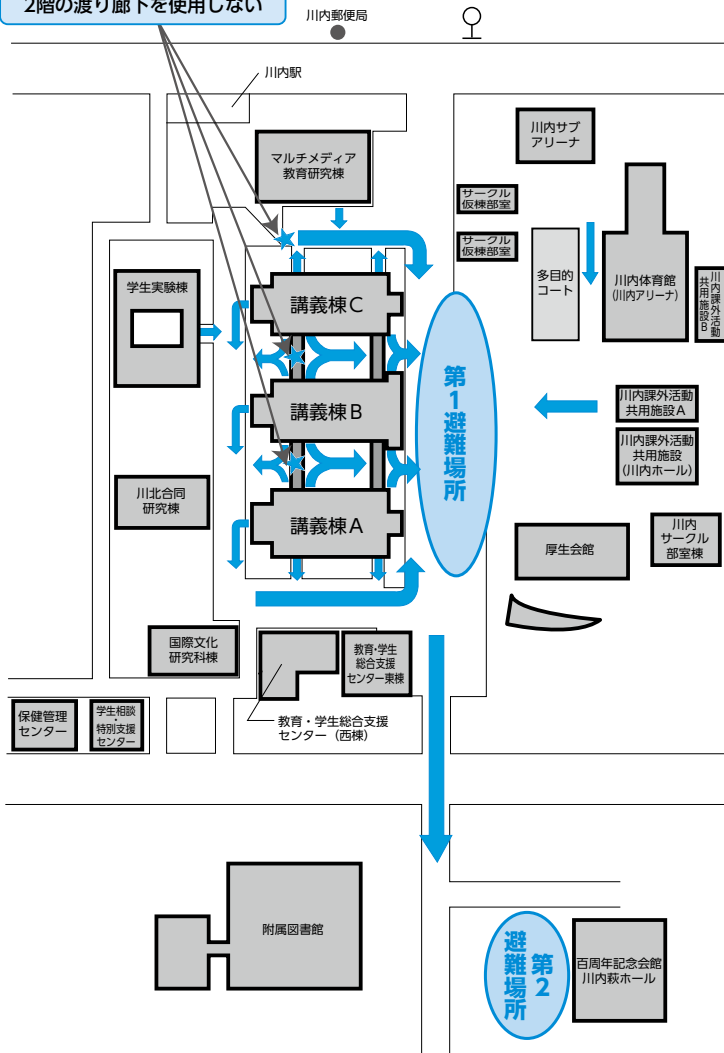 2階の渡り廊下を使用しない
川内郵便局
川内駅
マルチメディア
教育研究棟
川内サブ
アリーナ
サークル
仮棟部室
サークル
仮棟部室
多目的
コート
川内体育館
(川内アリーナ)
川内課外活動
共用施設B
学生実験棟
講義棟C
講義棟B
講義棟A
第1避難場所
川内課外活動
共用施設A
川内課外活動
共用施設
(川内ホール)
川北合同
研究棟
厚生会館
川内
サークル
部室棟
国際文化
研究科棟
教育・学生
総合支援
センター東棟
教育・学生総合支援
センター（西棟）
保健管理
センター
学生相談
・
特別支援
センター
附属図書館
第2
避難場所
百周年記念会館
川内萩ホール